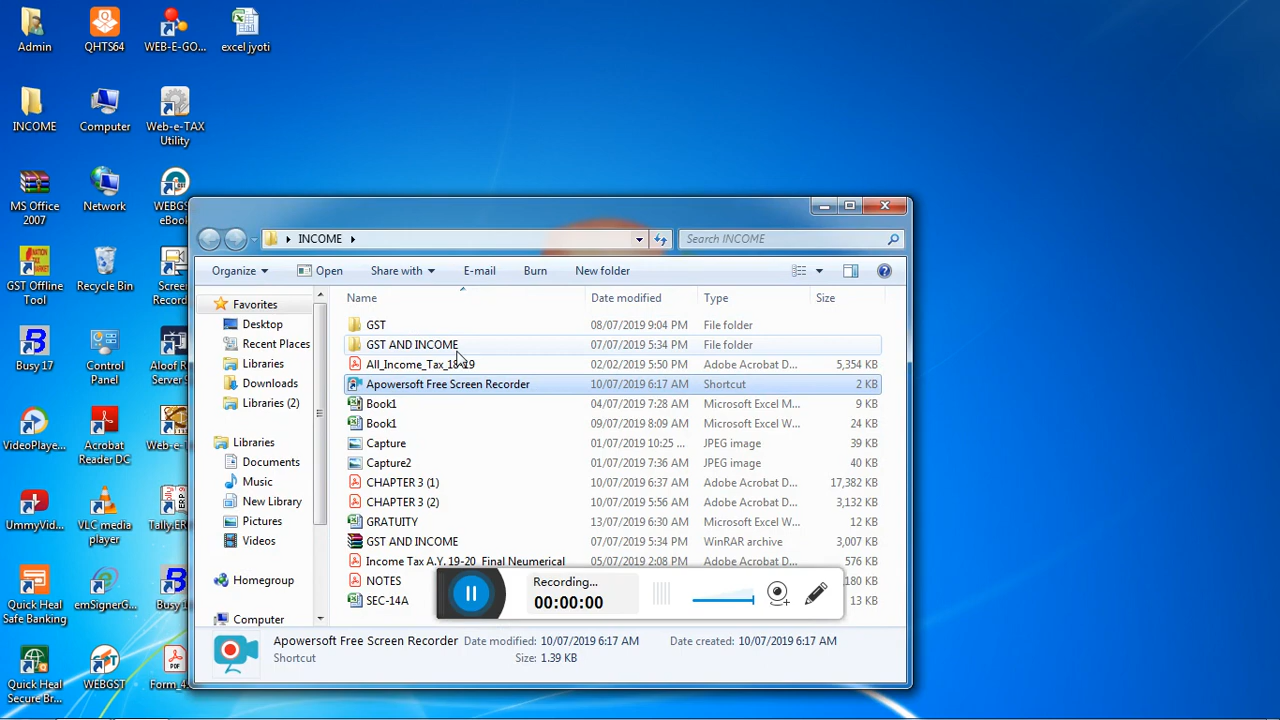 Admin
QHTS64
WEB-E-GO...
excel jyoti
INCOME
Computer
Web-e-TAX
Utility
MS Office
2007
Network
WEBGS
eBook
GST Offline
Tool
Recycle Bin
Scree
Record
Busy 17
Control
Panel
Aloof R
Server 9
VideoPlaye...
Acrobat
Reader DC
Web-e-T
UmmyVid...
VLC media
player
Tally.ER
Quick Heal
Safe Banking
emSignerG...
Busy 1
Quick Heal
Secure Br...
WEBGST
Form_4
INCOME
Search INCOME
Organize
Open
Share with
E-mail
Burn
New folder
Favorites
Desktop
Recent Places
Libraries
Downloads
Libraries (2)
Libraries
Documents
Music
New Library
Pictures
Videos
Homegroup
Computer
Name Date modified Type Size
GST 08/07/2019 9:04 PM File folder
GST AND INCOME 07/07/2019 5:34 PM File folder
All_Income_Tax_18-19 02/02/2019 5:50 PM Adobe Acrobat D... 5,354 KB
Apowersoft Free Screen Recorder 10/07/2019 6:17 AM Shortcut 2 KB
Book1 04/07/2019 7:28 AM Microsoft Excel M... 9 KB
Book1 09/07/2019 8:09 AM Microsoft Excel W... 24 KB
Capture 01/07/2019 10:25 ... JPEG image 39 KB
Capture2 01/07/2019 7:36 AM JPEG image 40 KB
CHAPTER 3 (1) 10/07/2019 6:37 AM Adobe Acrobat D... 17,382 KB
CHAPTER 3 (2) 10/07/2019 5:56 AM Adobe Acrobat D... 3,132 KB
GRATUITY 13/07/2019 6:30 AM Microsoft Excel W... 12 KB
GST AND INCOME 07/07/2019 5:34 PM WinRAR archive 3,007 KB
Income Tax A.Y. 19-20 Final Neumerical 05/07/2019 2:08 PM Adobe Acrobat D... 576 KB
NOTES 180 KB
SEC-14A 13 KB
Recording...
00:00:00
Apowersoft Free Screen Recorder Date modified: 10/07/2019 6:17 AM Date created: 10/07/2019 6:17 AM
Shortcut Size: 1.39 KB